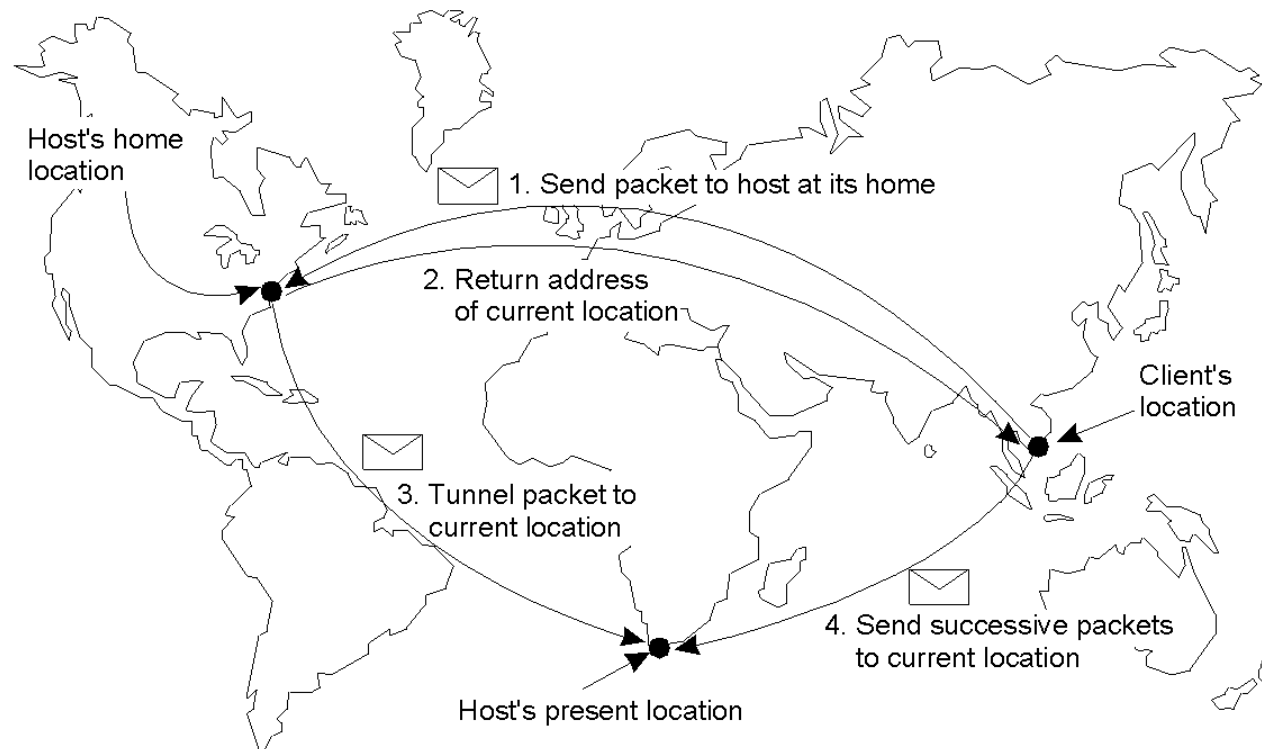 Host's home
location
1. Send packet to host at its home
2. Return address
of current location
Client's
location
3. Tunnel packet to
current location
4. Send successive packets
to current location
Host's present location